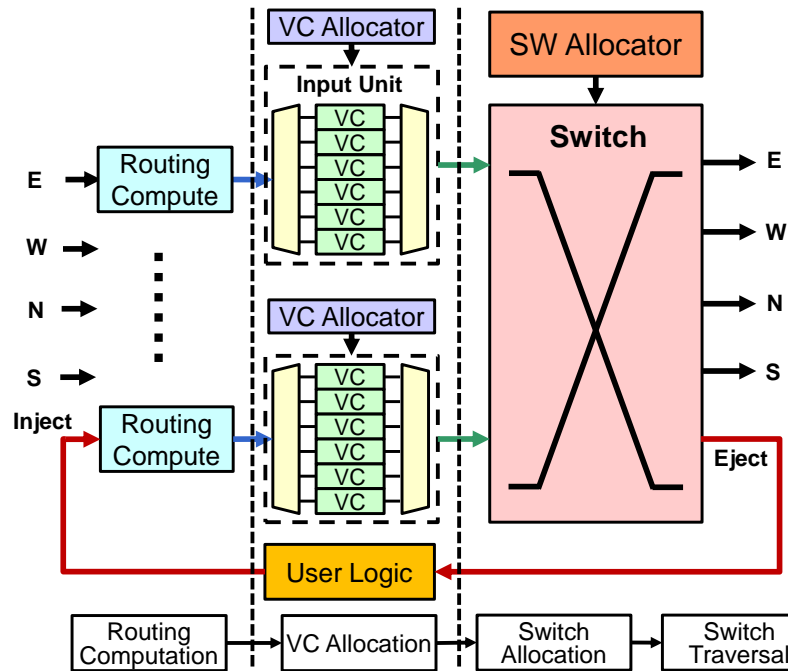 VC Allocator
SW Allocator
Input Unit
VC
VC
VC
VC
VC
VC
Switch
E
Routing
Compute
E
W
W
N
N
VC Allocator
S
S
VC
VC
VC
VC
VC
VC
Inject
Routing
Compute
Eject
User Logic
Routing
Computation
VC Allocation
Switch
Allocation
Switch
Traversal